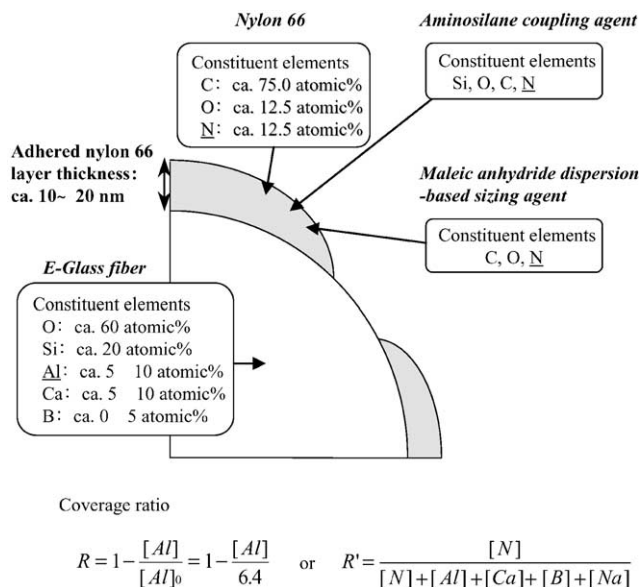 Nylon 66
Constituent elements
C: ca. 75.0 atomic%
O: ca. 12.5 atomic%
N: ca. 12.5 atomic%
Aminosilane coupling agent
Constituent elements
Si, O, C, N
Adhered nylon 66
layer thickness:
ca. 10~ 20 nm
Maleic anhydride dispersion
-based sizing agent
Constituent elements
C, O, N
E-Glass fiber
Constituent elements
O: ca. 60 atomic%
Si: ca. 20 atomic%
Al: ca. 5 10 atomic%
Ca: ca. 5 10 atomic%
B: ca. 0 5 atomic%
Coverage ratio
R = 1 - [Al]/[Al]₀ = 1 - [Al]/6.4 or R' = [N]/([N]+[Al]+[Ca]+[B]+[Na])